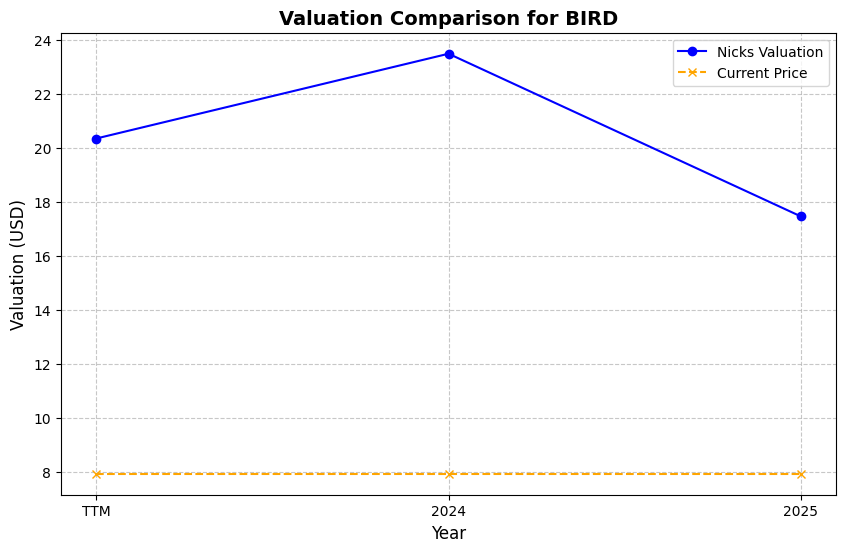 Valuation Comparison for BIRD
Nicks Valuation
Current Price
Valuation (USD)
24
22
20
18
16
14
12
10
8
TTM
2024
2025
Year